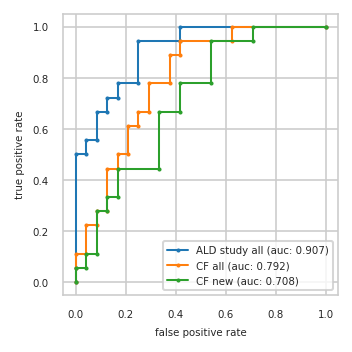 1.0
0.8
0.6
0.4
0.2
0.0
true positive rate
ALD study all (auc: 0.907)
CF all (auc: 0.792)
CF new (auc: 0.708)
0.0 0.2 0.4 0.6 0.8 1.0
false positive rate